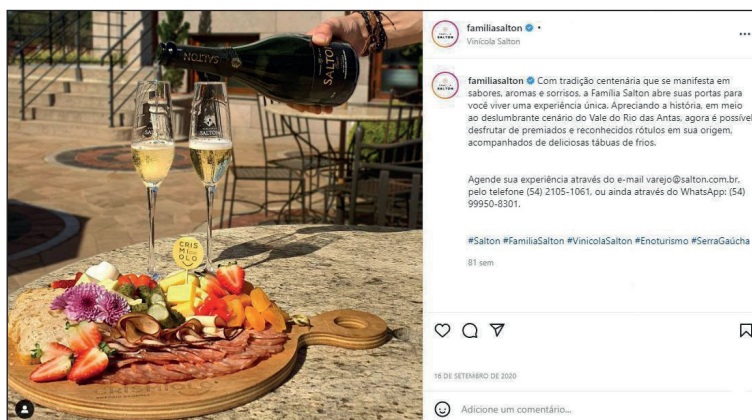 SALTON
SALTON
SALTON
CRIS
MI
OLO
CRISMIOLO
familiasalton •
Vinícola Salton
familiasalton Com tradição centenária que se manifesta em
sabores, aromas e sorrisos, a Família Salton abre suas portas para
você viver uma experiência única. Apreciando a história, em meio
ao deslumbrante cenário do Vale do Rio das Antas, agora é possível
desfrutar de premiados e reconhecidos rótulos em sua origem,
acompanhados de deliciosas tábuas de frios.
Agende sua experiência através do e-mail varejo@salton.com.br,
pelo telefone (54) 2105-1061, ou ainda através do WhatsApp: (54)
99950-8301.
#Salton #FamiliaSalton #VinicolaSalton #Enoturismo #SerraGaúcha
81 sem
16 DE SETEMBRO DE 2020
Adicione um comentário...